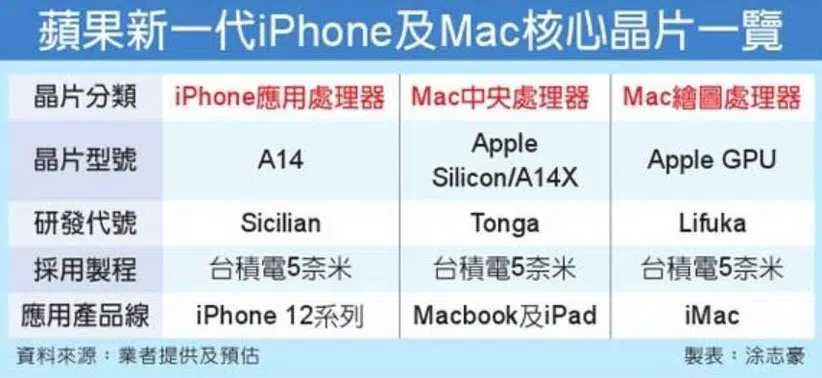 蘋果新一代iPhone及Mac核心晶片一覽
晶片分類 iPhone應用處理器 Mac中央處理器 Mac繪圖處理器
晶片型號 A14 Apple Silicon/A14X Apple GPU
研發代號 Sicilian Tonga Lifuka
採用製程 台積電5奈米 台積電5奈米 台積電5奈米
應用產品線 iPhone 12系列 Macbook及iPad iMac
資料來源：業者提供及預估 製表：涂志豪